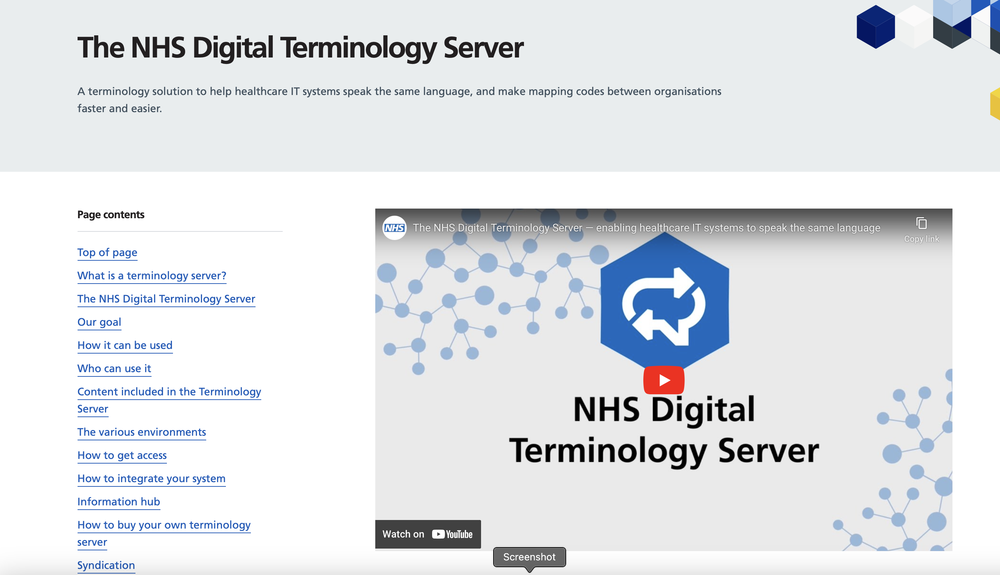 The NHS Digital Terminology Server
A terminology solution to help healthcare IT systems speak the same language, and make mapping codes between organisations
faster and easier.
Page contents
Top of page
What is a terminology server?
The NHS Digital Terminology Server
Our goal
How it can be used
Who can use it
Content included in the Terminology
Server
The various environments
How to get access
How to integrate your system
Information hub
How to buy your own terminology
server
Syndication
NHS The NHS Digital Terminology Server – enabling healthcare IT systems to speak the same language
Copy link
NHS Digital
Terminology Server
Watch on YouTube
Screenshot